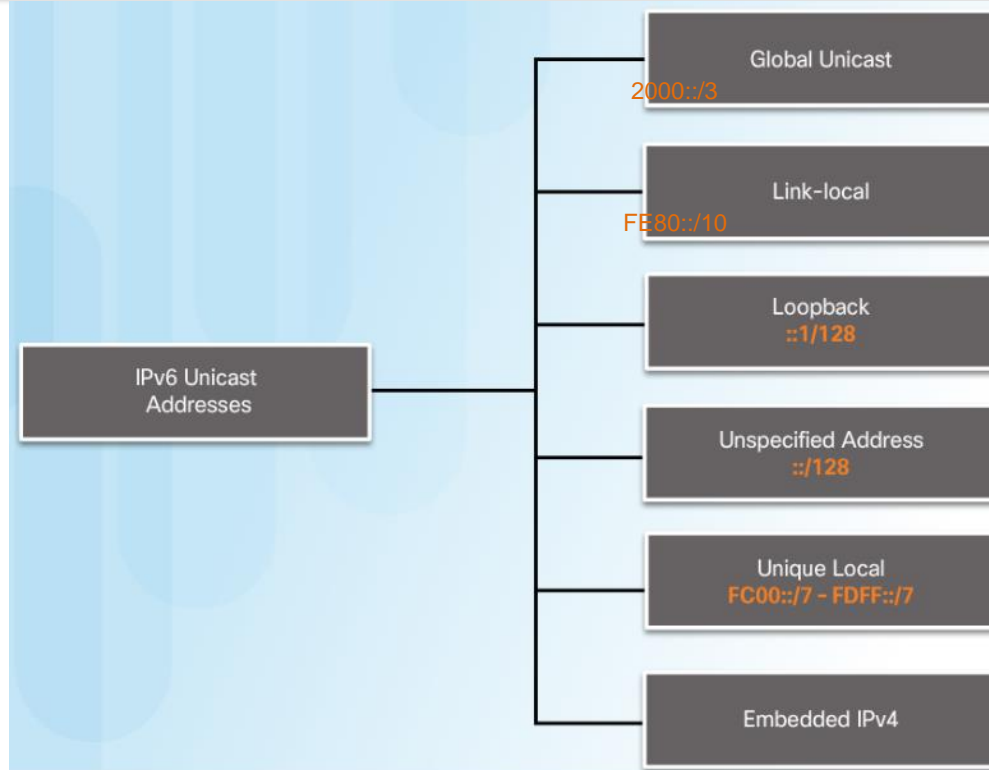 Global Unicast
2000::/3
Link-local
FE80::/10
Loopback
::1/128
IPv6 Unicast
Addresses
Unspecified Address
::/128
Unique Local
FC00::/7 - FDFF::/7
Embedded IPv4